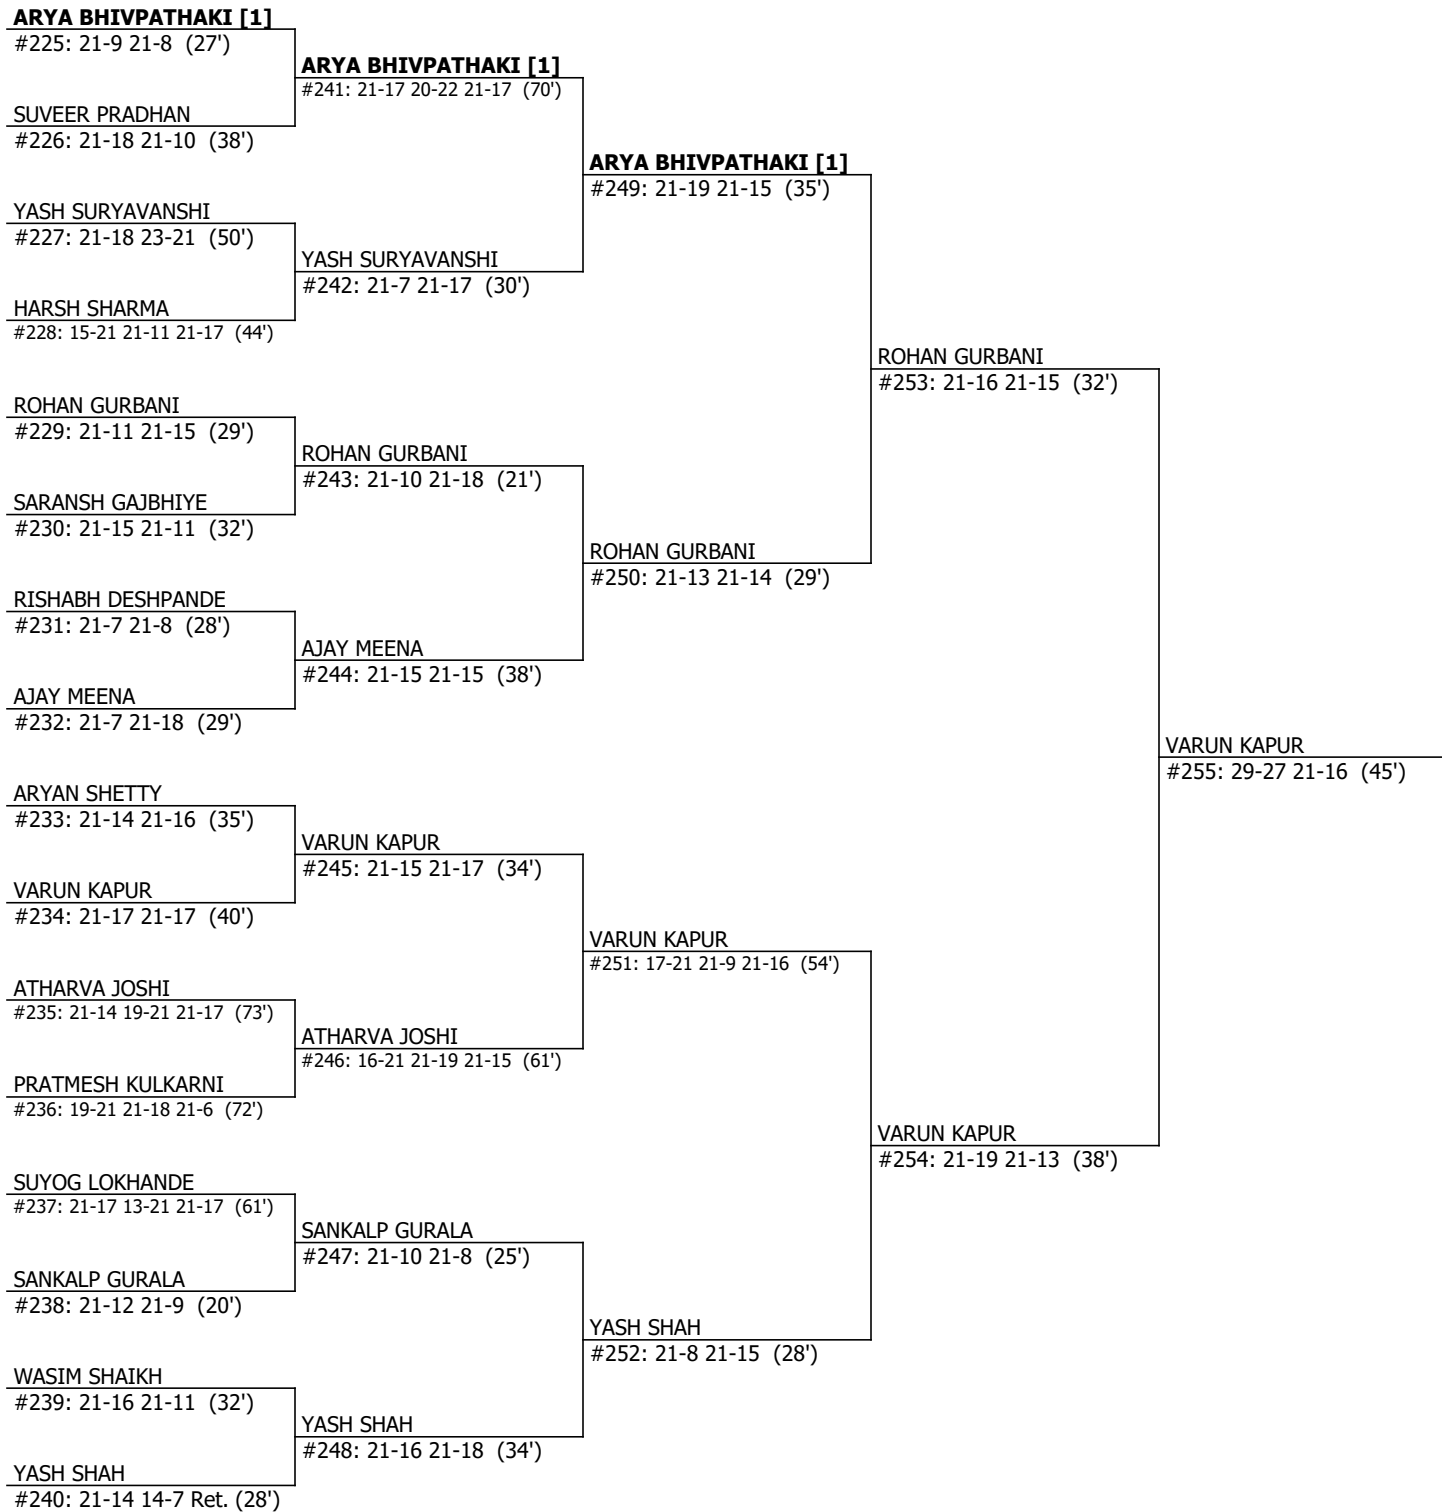 ARYA BHIVPATHAKI [1]
#225: 21-9 21-8 (27')
SUVEER PRADHAN
#226: 21-18 21-10 (38')
YASH SURYAVANSHI
#227: 21-18 23-21 (50')
HARSH SHARMA
#228: 15-21 21-11 21-17 (44')
ROHAN GURBANI
#229: 21-11 21-15 (29')
SARANSH GAJBHIYE
#230: 21-15 21-11 (32')
RISHABH DESHPANDE
#231: 21-7 21-8 (28')
AJAY MEENA
#232: 21-7 21-18 (29')
ARYAN SHETTY
#233: 21-14 21-16 (35')
VARUN KAPUR
#234: 21-17 21-17 (40')
ATHARVA JOSHI
#235: 21-14 19-21 21-17 (73')
PRATMESH KULKARNI
#236: 19-21 21-18 21-6 (72')
SUYOG LOKHANDE
#237: 21-17 13-21 21-17 (61')
SANKALP GURALA
#238: 21-12 21-9 (20')
WASIM SHAIKH
#239: 21-16 21-11 (32')
YASH SHAH
#240: 21-14 14-7 Ret. (28')
ARYA BHIVPATHAKI [1]
#241: 21-17 20-22 21-17 (70')
YASH SURYAVANSHI
#242: 21-7 21-17 (30')
ROHAN GURBANI
#243: 21-10 21-18 (21')
AJAY MEENA
#244: 21-15 21-15 (38')
VARUN KAPUR
#245: 21-15 21-17 (34')
ATHARVA JOSHI
#246: 16-21 21-19 21-15 (61')
SANKALP GURALA
#247: 21-10 21-8 (25')
YASH SHAH
#248: 21-16 21-18 (34')
ARYA BHIVPATHAKI [1]
#249: 21-19 21-15 (35')
ROHAN GURBANI
#250: 21-13 21-14 (29')
VARUN KAPUR
#251: 17-21 21-9 21-16 (54')
YASH SHAH
#252: 21-8 21-15 (28')
ROHAN GURBANI
#253: 21-16 21-15 (32')
VARUN KAPUR
#254: 21-19 21-13 (38')
VARUN KAPUR
#255: 29-27 21-16 (45')